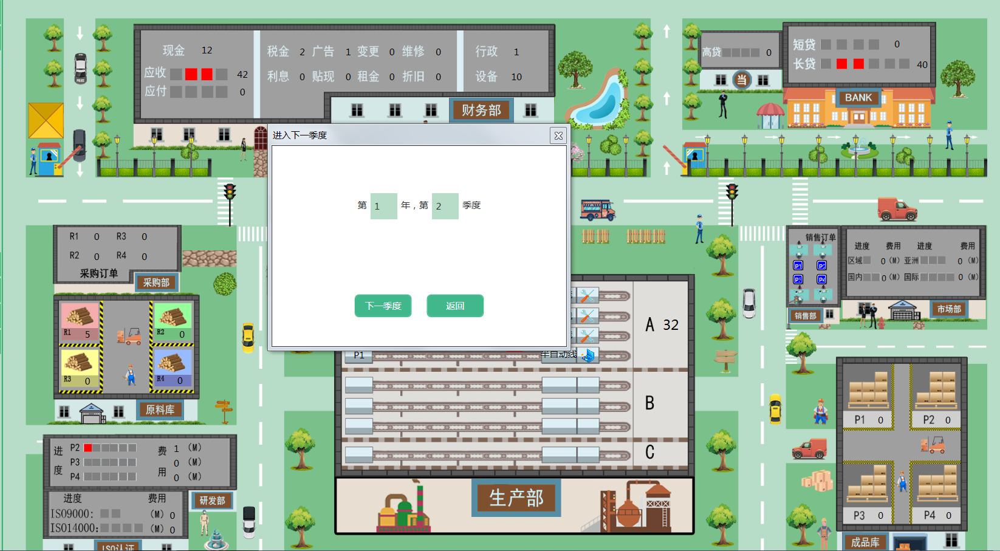 现金 12
应收 42
应付 0
税金 2 广告 1 变更 0 维修 0
利息 0 贴现 0 租金 0 折旧 0
行政 1
设备 10
财务部
POLICE
高贷 0
当
短贷 0
长贷 40
BANK
进入下一季度
第 1 年，第 2 季度
下一季度 返回
R1 0 R3 0
R2 0 R4 0
采购订单
采购部
R1 5
R2 0
R3 0
R4 0
原料库
进度
P2
P3
P4
费用
1 (M)
0 (M)
0 (M)
进度 费用
ISO9000: (M) 0
ISO14000: (M) 0
研发部
ISO认证
P1 半自动线
A 32
B
C
生产部
销售订单
P1 P2
P3 P4
销售部
进度 费用 进度 费用
区域 0 (M) 亚洲 0 (M)
国内 0 (M) 国际 0 (M)
市场部
P1 0 P2 0
P3 0 P4 0
成品库